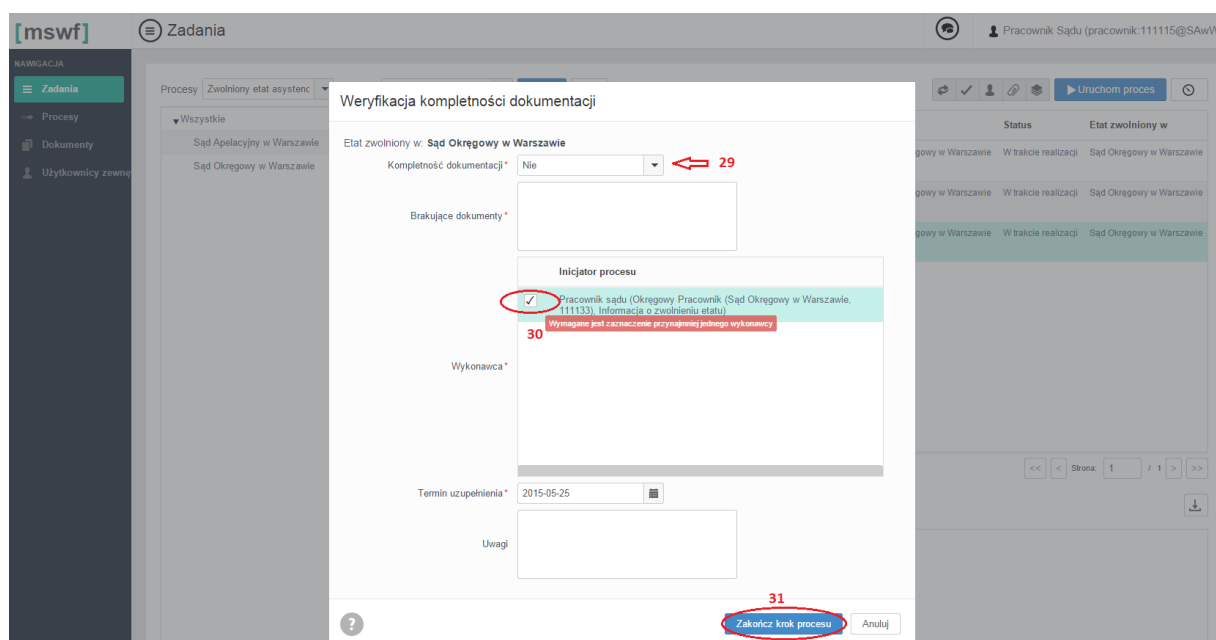 [mswf]
Zadania
Pracownik Sądu (pracownik:111115@SAwW
NAWIGACJA
Zadania
Procesy
Dokumenty
Użytkownicy zewnę
Procesy Zwolniony etat asystenc
Uruchom proces
Wszystkie
Sąd Apelacyjny w Warszawie
Sąd Okręgowy w Warszawie
Status Etat zwolniony w
gowy w Warszawie W trakcie realizacji Sąd Okręgowy w Warszawie
gowy w Warszawie W trakcie realizacji Sąd Okręgowy w Warszawie
gowy w Warszawie W trakcie realizacji Sąd Okręgowy w Warszawie
<< < Strona: 1 / 1 > >>
Weryfikacja kompletności dokumentacji
Etat zwolniony w: Sąd Okręgowy w Warszawie
Kompletność dokumentacji* Nie 29
Brakujące dokumenty*
Inicjator procesu
Pracownik sądu (Okręgowy Pracownik (Sąd Okręgowy w Warszawie,
111133), Informacja o zwolnieniu etatu)
Wymagane jest zaznaczenie przynajmniej jednego wykonawcy
30
Wykonawca*
Termin uzupełnienia* 2015-05-25
Uwagi
31
? Zakończ krok procesu Anuluj